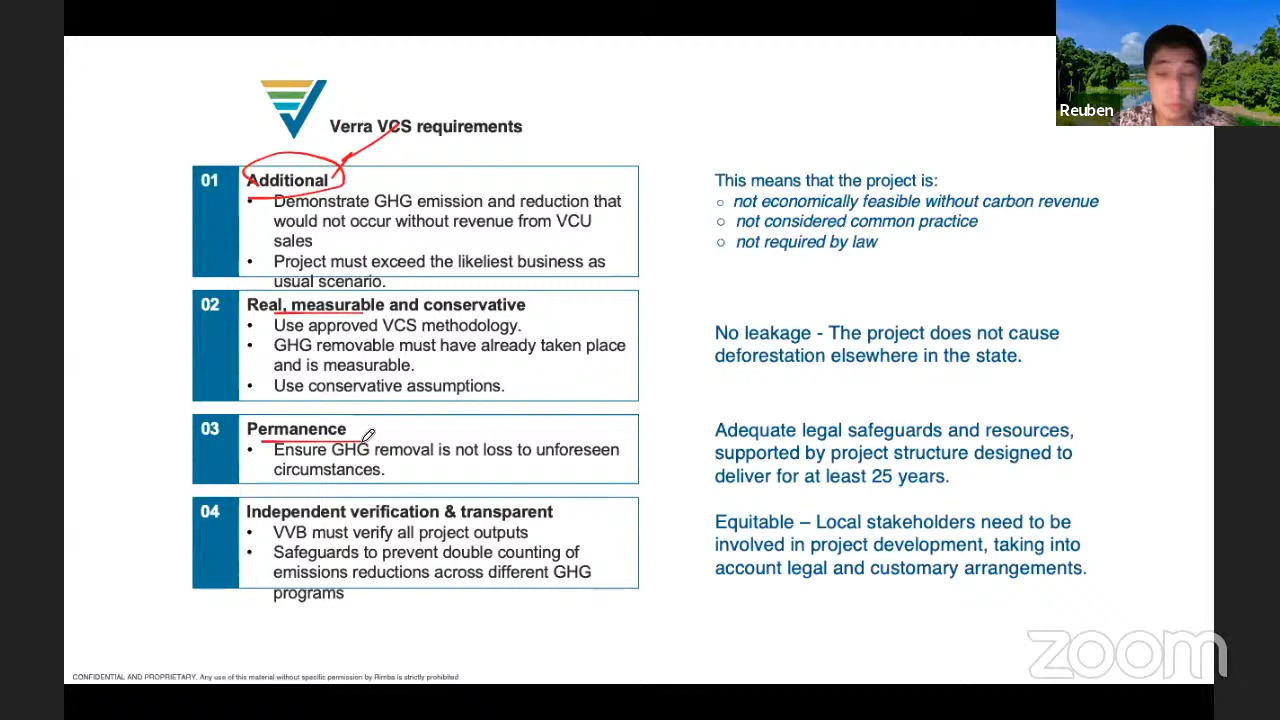 Reuben
Verra VCS requirements
01
Additional
• Demonstrate GHG emission and reduction that
would not occur without revenue from VCU
sales
• Project must exceed the likeliest business as
usual scenario.
This means that the project is:
○ not economically feasible without carbon revenue
○ not considered common practice
○ not required by law
02
Real, measurable and conservative
• Use approved VCS methodology.
• GHG removable must have already taken place
and is measurable.
• Use conservative assumptions.
No leakage - The project does not cause
deforestation elsewhere in the state.
03
Permanence
• Ensure GHG removal is not loss to unforeseen
circumstances.
Adequate legal safeguards and resources,
supported by project structure designed to
deliver for at least 25 years.
04
Independent verification & transparent
• VVB must verify all project outputs
• Safeguards to prevent double counting of
emissions reductions across different GHG
programs
Equitable – Local stakeholders need to be
involved in project development, taking into
account legal and customary arrangements.
zoom
CONFIDENTIAL AND PROPRIETARY. Any use of this material without specific permission by Rimba is strictly prohibited